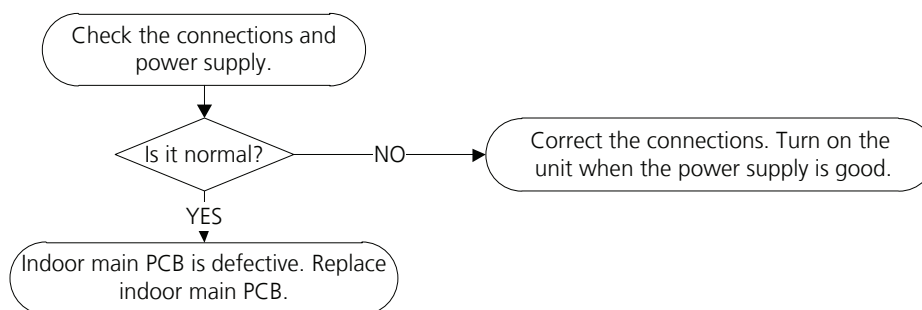 Check the connections and
power supply.
Is it normal?
NO
Correct the connections. Turn on the
unit when the power supply is good.
YES
Indoor main PCB is defective. Replace
indoor main PCB.